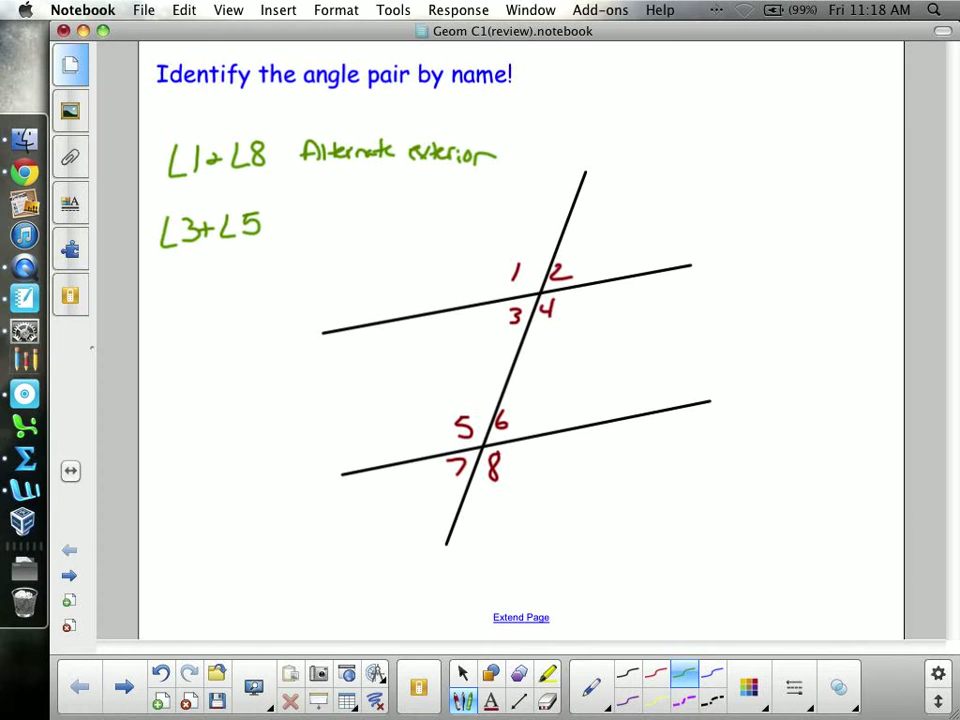 Notebook File Edit View Insert Format Tools Response Window Add-ons Help ... (99%) Fri 11:18 AM
Geom C1(review).notebook
Identify the angle pair by name!
∠1+∠8 Alternate exterior
∠3+∠5
1 2
3 4
5 6
7 8
Extend Page